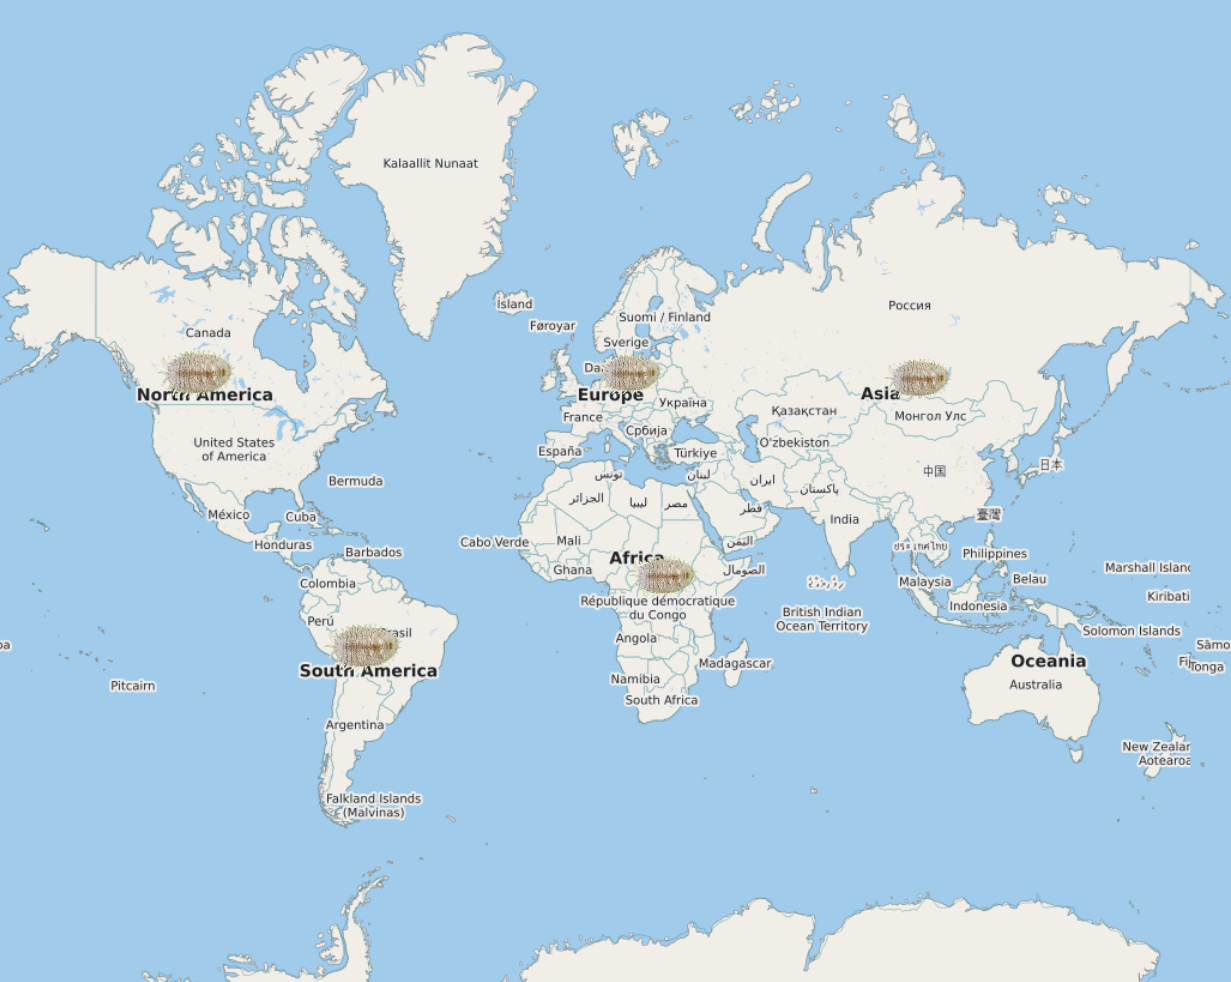 Kalaallit Nunaat
Ísland
Россия
Føroyar
Suomi / Finland
Canada
Sverige
North America
Europe
Asia
Україна
Қазақстан
Монгол Улс
France
Србија
United States
of America
España
Türkiye
O'zbekiston
中国
日本
Bermuda
تونس
لبنان
ایران
پاکستان
الجزائر
ليبيا
مصر
قطر
México
Cuba
India
臺灣
Cabo Verde
Mali
اليمن
ประเทศไทย
Honduras
Barbados
Africa
Philippines
Ghana
الصومال
Marshall Islan
Colombia
Malaysia
Belau
République démocratique
du Congo
British Indian
Ocean Territory
Indonesia
Kiribati
Perú
Angola
Solomon Islands
Sāmo
South America
Madagascar
Oceania
Tonga
Pitcairn
Namibia
Australia
South Africa
Argentina
New Zealan
Aotearoa
Falkland Islands
(Malvinas)